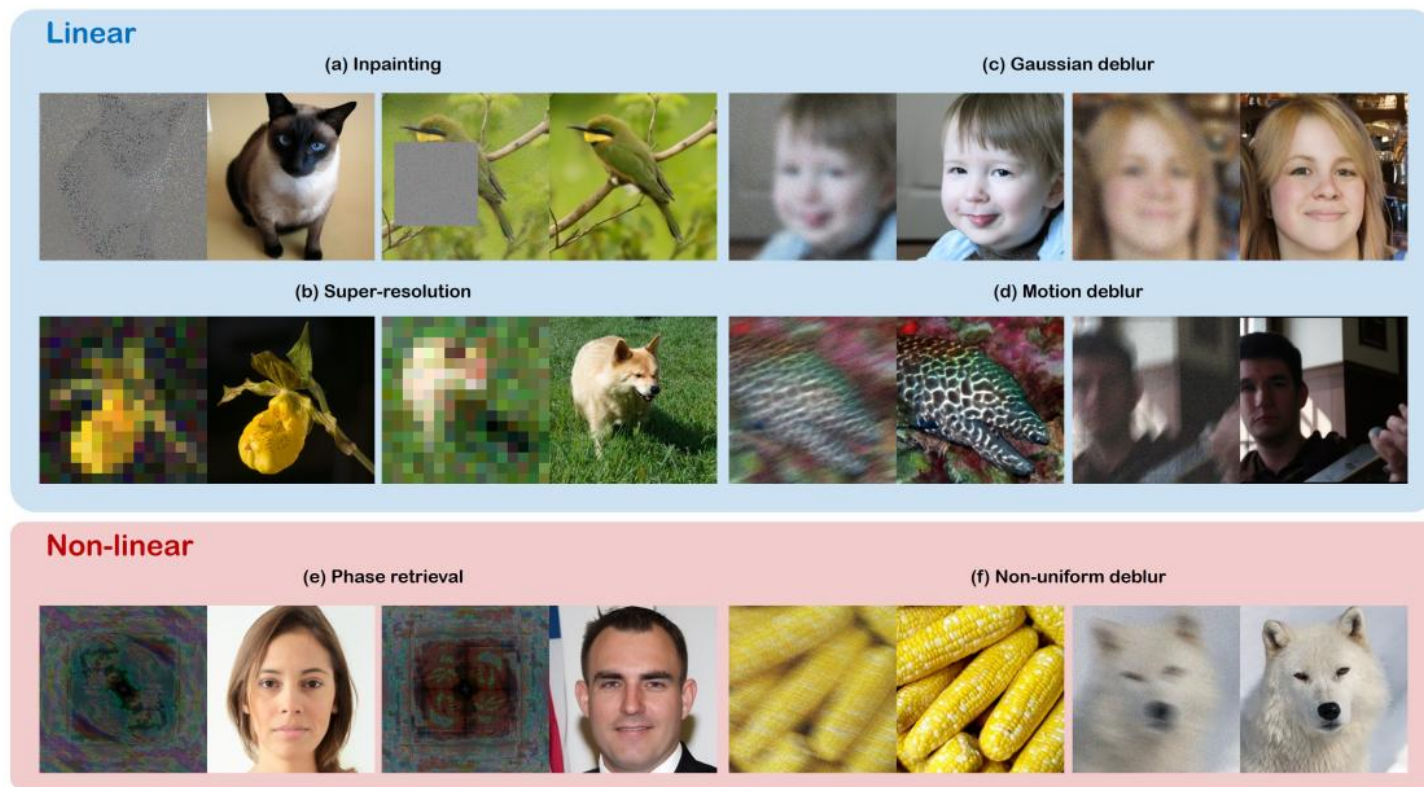 Linear
(a) Inpainting
(c) Gaussian deblur
(b) Super-resolution
(d) Motion deblur
Non-linear
(e) Phase retrieval
(f) Non-uniform deblur